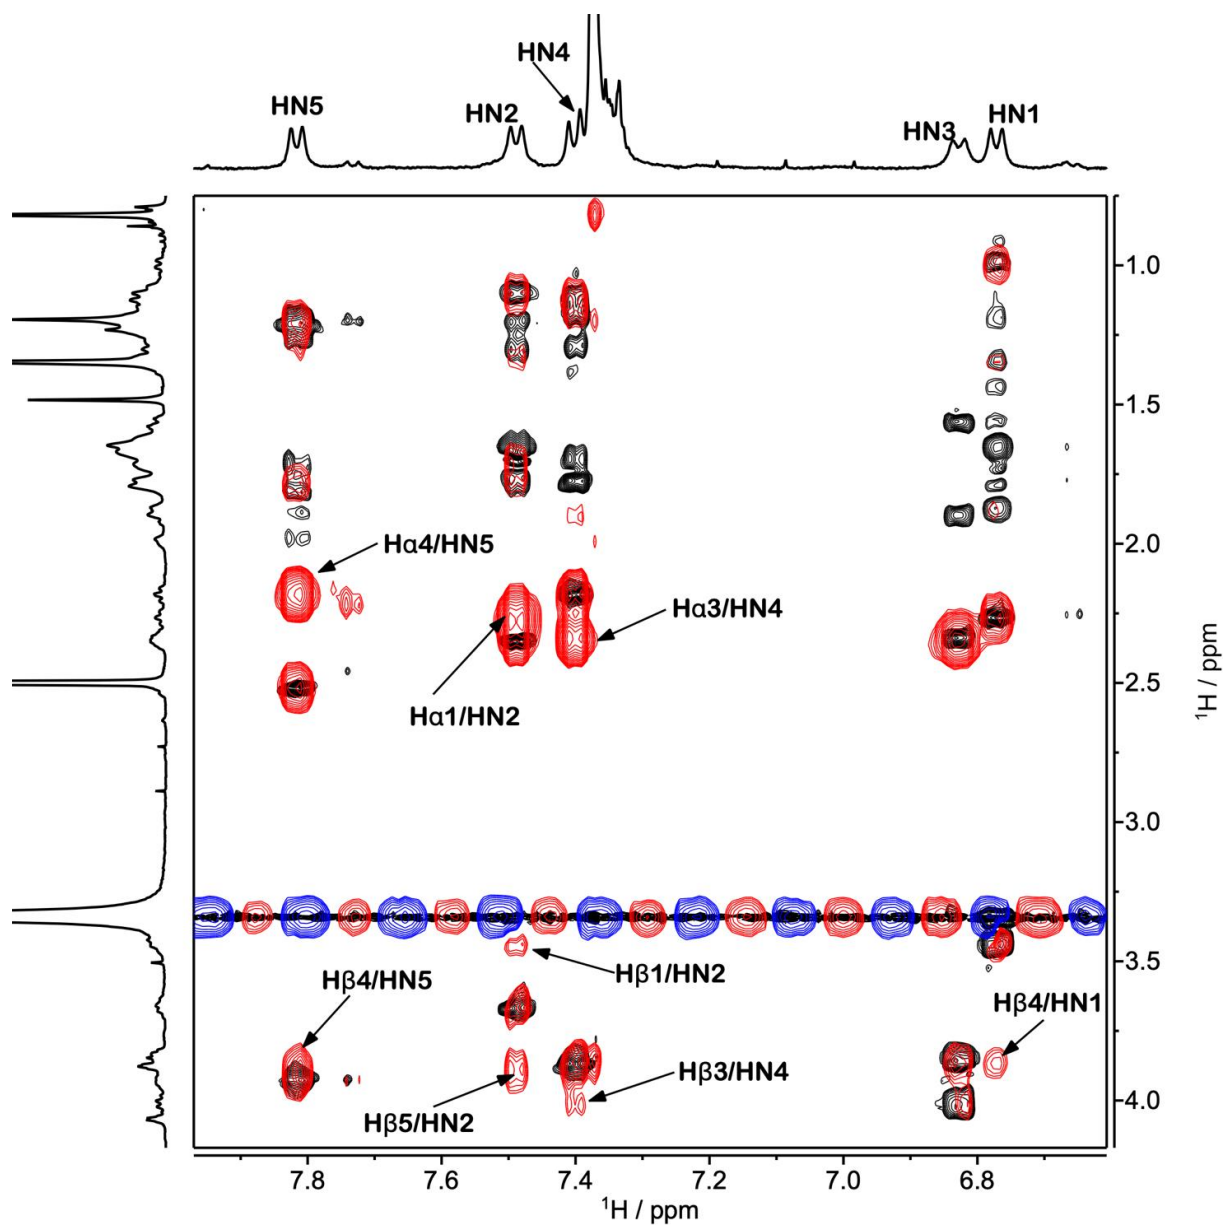 HN4
HN5
HN2
HN3
HN1
1.0
1.5
Hα4/HN5
2.0
Hα3/HN4
2.5
Hα1/HN2
¹H / ppm
3.0
3.5
Hβ1/HN2
Hβ4/HN5
Hβ4/HN1
Hβ3/HN4
4.0
Hβ5/HN2
7.8
7.6
7.4
7.2
7.0
6.8
¹H / ppm